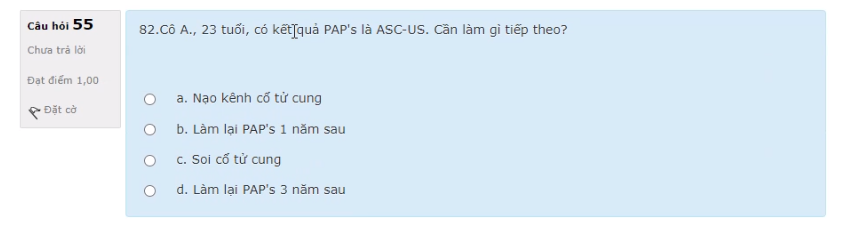 Câu hỏi 55
Chưa trả lời
Đạt điểm 1,00
Đặt cờ
82.Cô A., 23 tuổi, có kết quả PAP's là ASC-US. Cần làm gì tiếp theo?
a. Nạo kênh cổ tử cung
b. Làm lại PAP's 1 năm sau
c. Soi cổ tử cung
d. Làm lại PAP's 3 năm sau